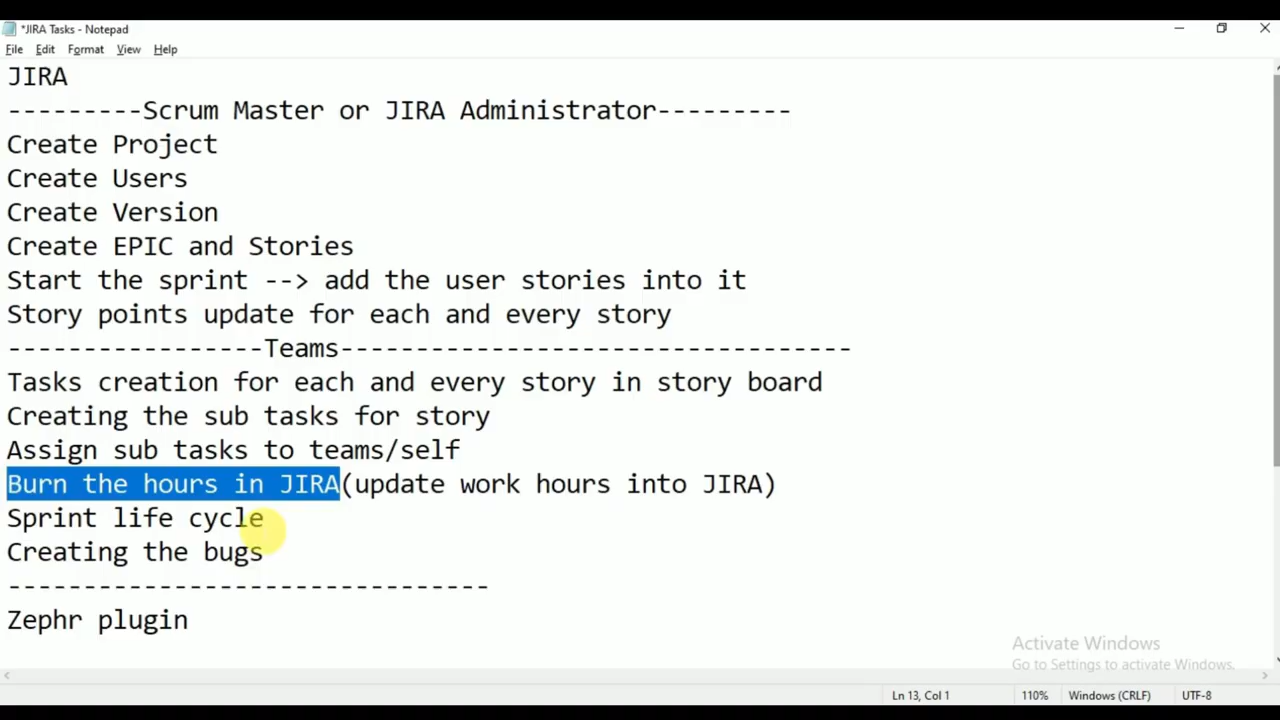 *JIRA Tasks - Notepad
File Edit Format View Help
JIRA
---------Scrum Master or JIRA Administrator---------
Create Project
Create Users
Create Version
Create EPIC and Stories
Start the sprint --> add the user stories into it
Story points update for each and every story
-----------------Teams----------------------------------
Tasks creation for each and every story in story board
Creating the sub tasks for story
Assign sub tasks to teams/self
Burn the hours in JIRA(update work hours into JIRA)
Sprint life cycle
Creating the bugs
--------------------------------
Zephr plugin
Activate Windows
Go to Settings to activate Windows.
Ln 13, Col 1 110% Windows (CRLF) UTF-8